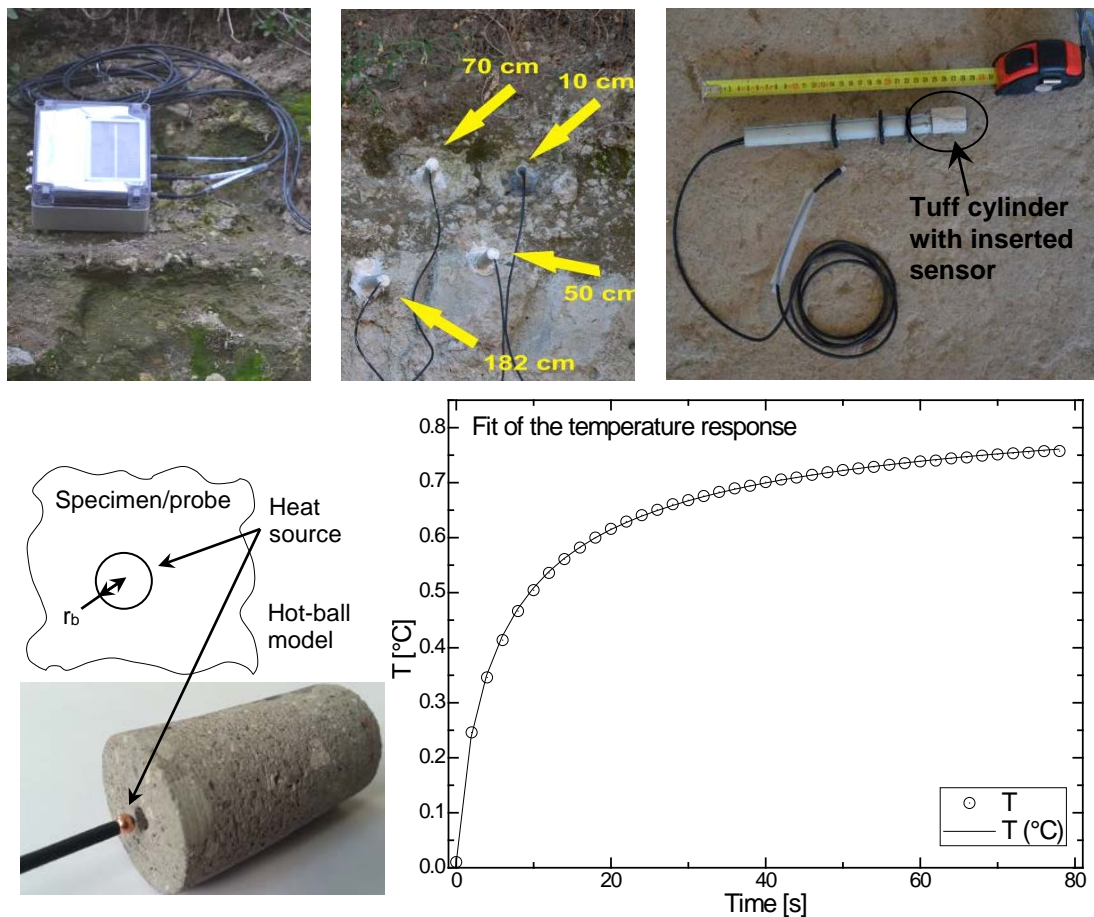 70 cm
10 cm
50 cm
182 cm
Tuff cylinder
with inserted
sensor
Specimen/probe
Heat
source
rb
Hot-ball
model
Fit of the temperature response
T [°C]
0.8
0.7
0.6
0.5
0.4
0.3
0.2
0.1
0.0
0
20
40
60
80
Time [s]
T
T (°C)